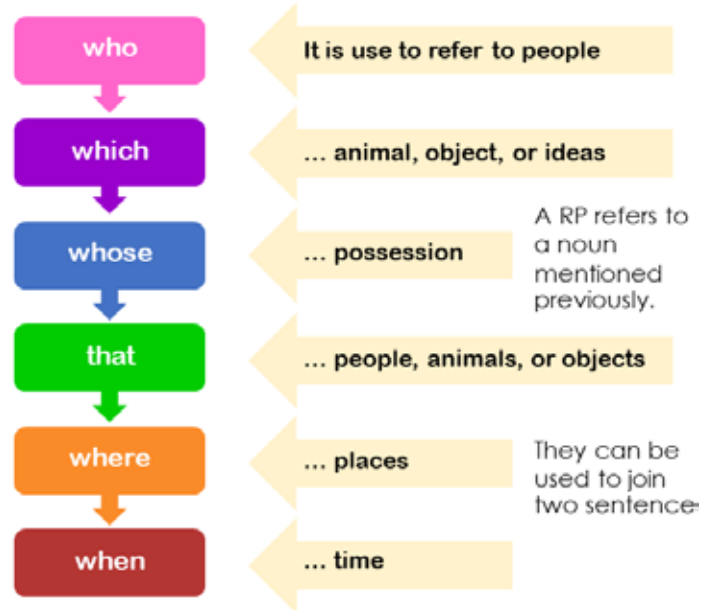 who
It is use to refer to people
which
... animal, object, or ideas
whose
... possession
A RP refers to
a noun
mentioned
previously.
that
... people, animals, or objects
where
... places
They can be
used to join
two sentence
when
... time